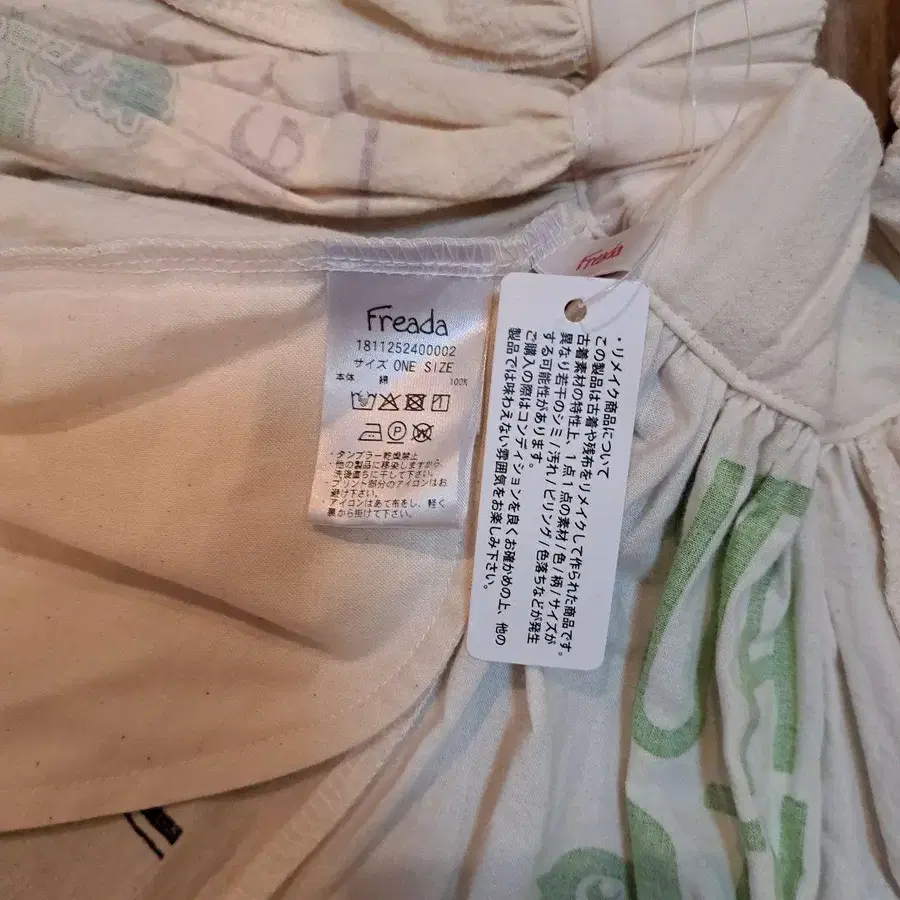 Freada
Freada
1811252400002
サイズ ONE SIZE
本体 綿 100%
・タンブラー乾燥禁止
・他の製品に移染しますから
洗濯後直ちに干して下さい。
・プリント部分のアイロンはお
避け下さい。
・アイロンはあて布をし、軽く
裏から掛けて下さい。
・リメイク商品について
この製品は古着や残布をリメイクして作られた商品です。
古着素材の特性上、1点1点の素材/色/柄/サイズが
異なり若干のシミ/汚れ/ピリング/色落ちなどが発生
する可能性があります。
ご購入の際はコンディションを良くお確かめの上、他の
製品では味わえない雰囲気をお楽しみ下さい。